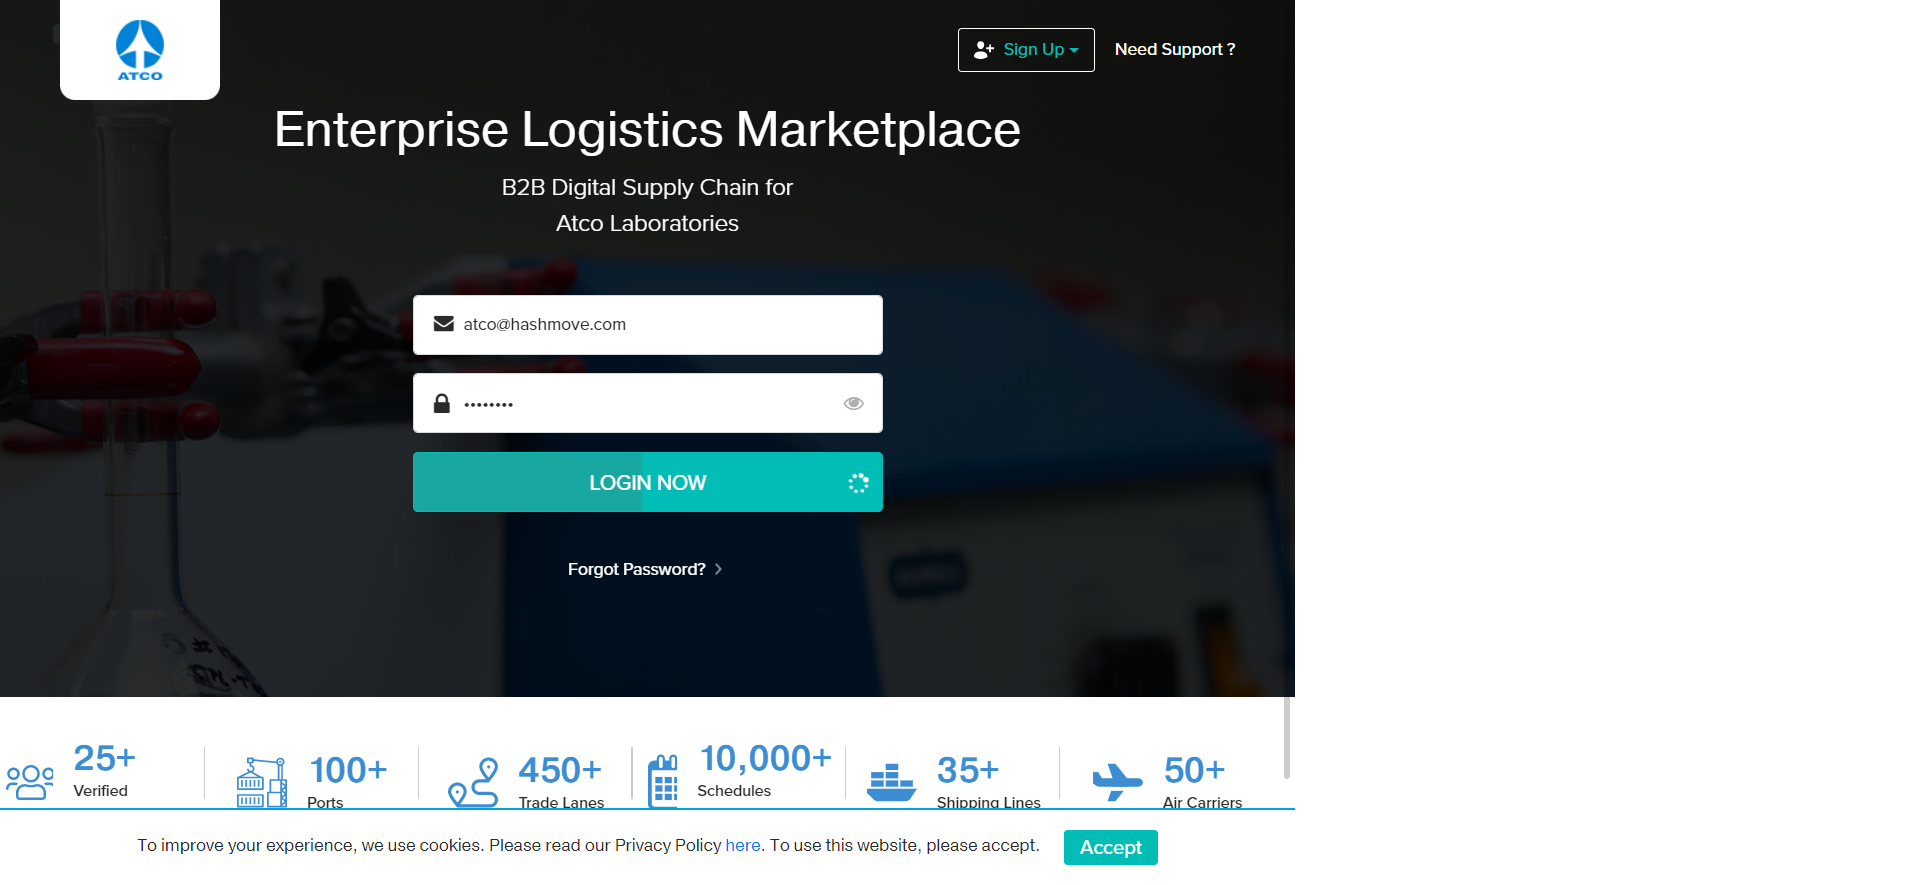 ATCO
Sign Up
Need Support ?
Enterprise Logistics Marketplace
B2B Digital Supply Chain for
Atco Laboratories
atco@hashmove.com
••••••••
LOGIN NOW
Forgot Password?
25+
Verified
100+
Ports
450+
Trade Lanes
10,000+
Schedules
35+
Shipping Lines
50+
Air Carriers
To improve your experience, we use cookies. Please read our Privacy Policy here. To use this website, please accept.
Accept